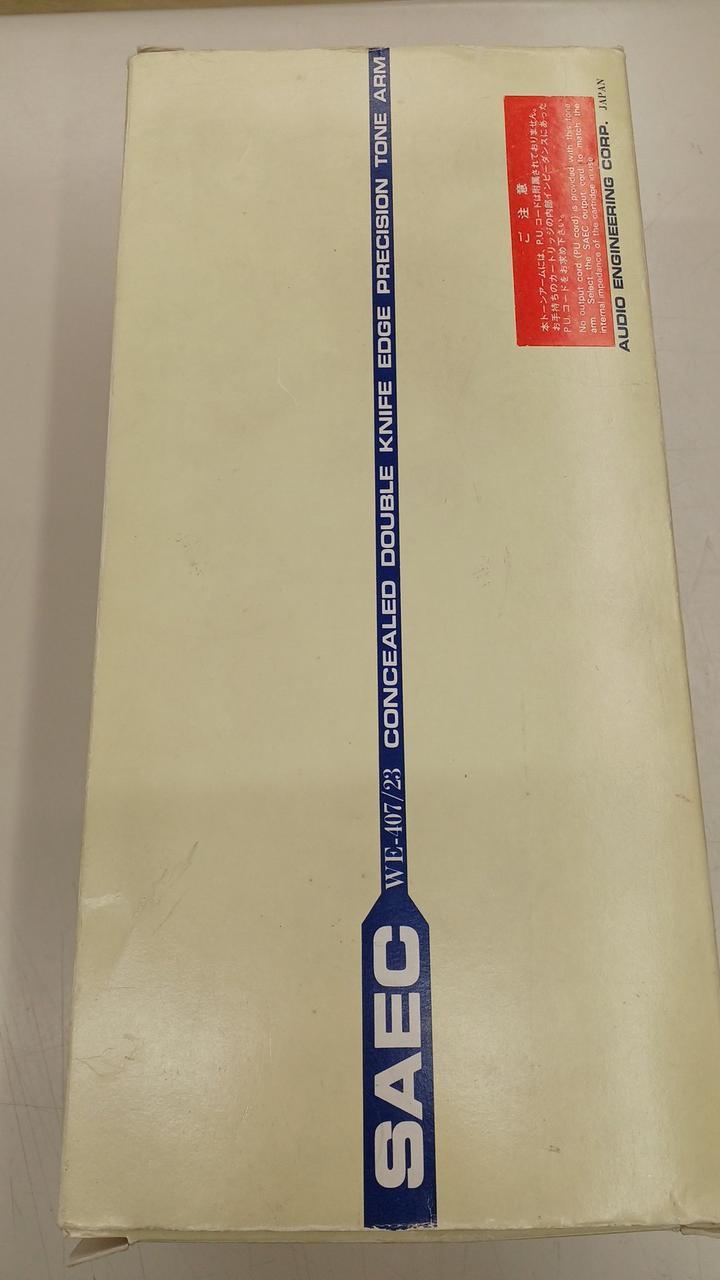 SAEC WE-407/23 CONCEALED DOUBLE KNIFE EDGE PRECISION TONE ARM
ご注意
本トーンアームには、P.U.コードは附属されておりません。
お手持ちのカートリッジの内部インピーダンスにあった
P.U.コードをお求め下さい。
No output cord (PU cord) is provided with this tone
arm. Select the SAEC output cord to match the
internal impedance of the cartridge in use
AUDIO ENGINEERING CORP. JAPAN